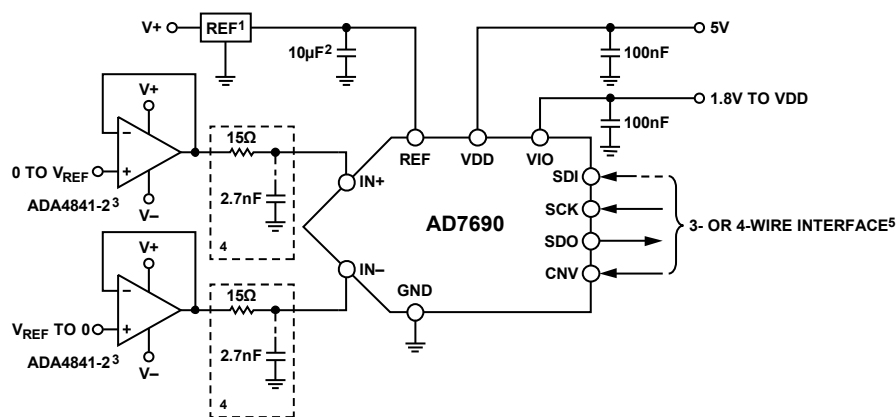 V+
REF1
10µF2
100nF
5V
1.8V TO VDD
100nF
V+
−
+
0 TO VREF
ADA4841-23
V−
15Ω
2.7nF
4
REF
VDD
VIO
IN+
IN−
AD7690
GND
SDI
SCK
SDO
CNV
3- OR 4-WIRE INTERFACE5
V+
−
+
VREF TO 0
ADA4841-23
V−
15Ω
2.7nF
4